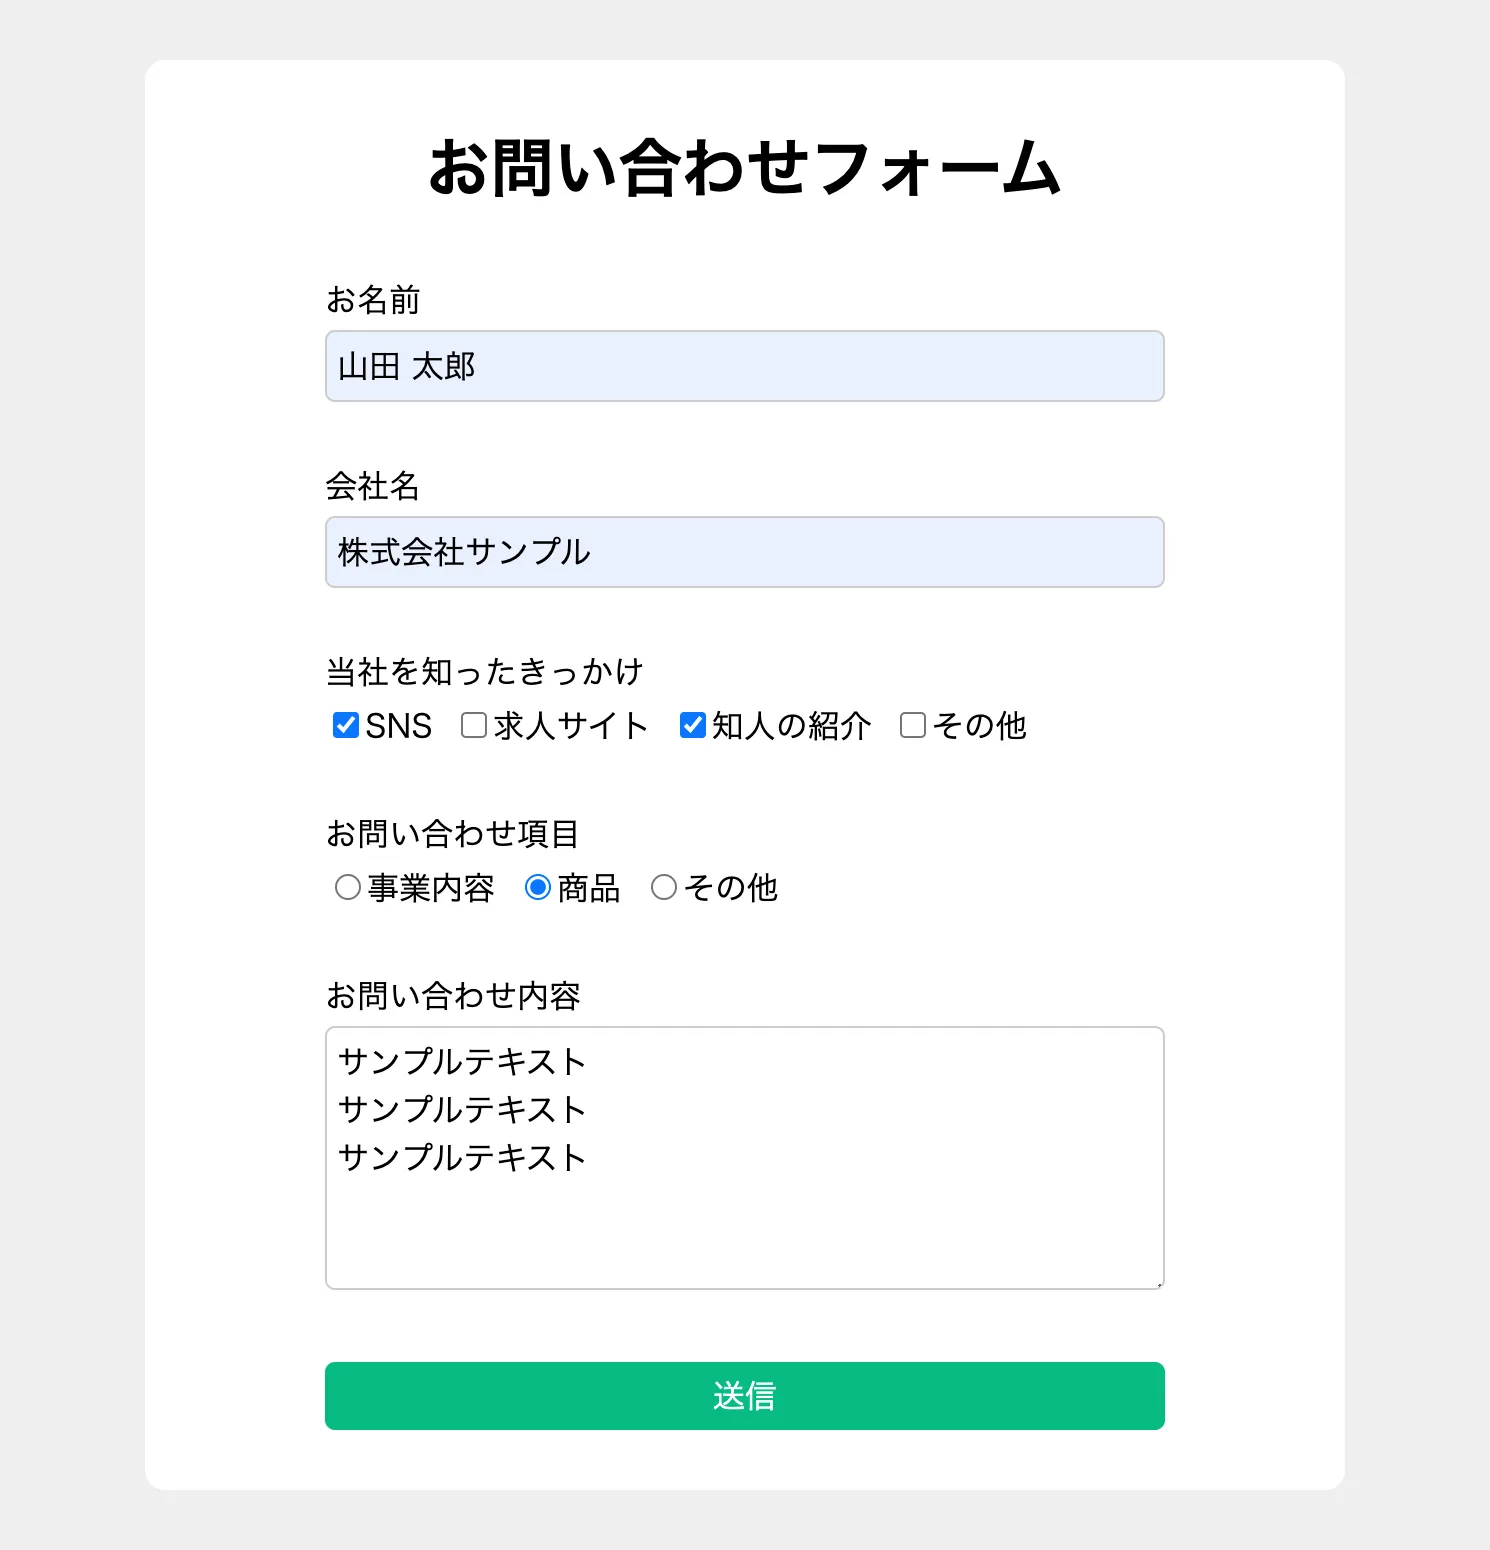 お問い合わせフォーム
お名前
山田 太郎
会社名
株式会社サンプル
当社を知ったきっかけ
SNS 求人サイト 知人の紹介 その他
お問い合わせ項目
事業内容 商品 その他
お問い合わせ内容
サンプルテキスト
サンプルテキスト
サンプルテキスト
送信